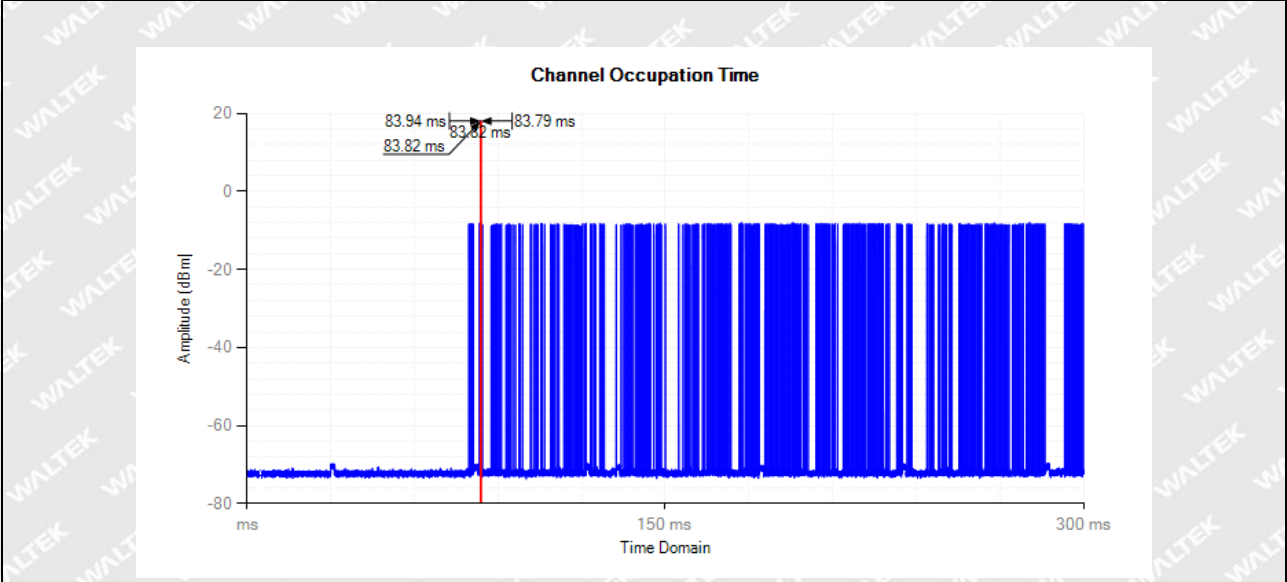 Channel Occupation Time
20
83.94 ms 83.79 ms
83.82 ms
83.82 ms
0
-20
Amplitude (dBm)
-40
-60
-80
ms 150 ms 300 ms
Time Domain
WALTEK